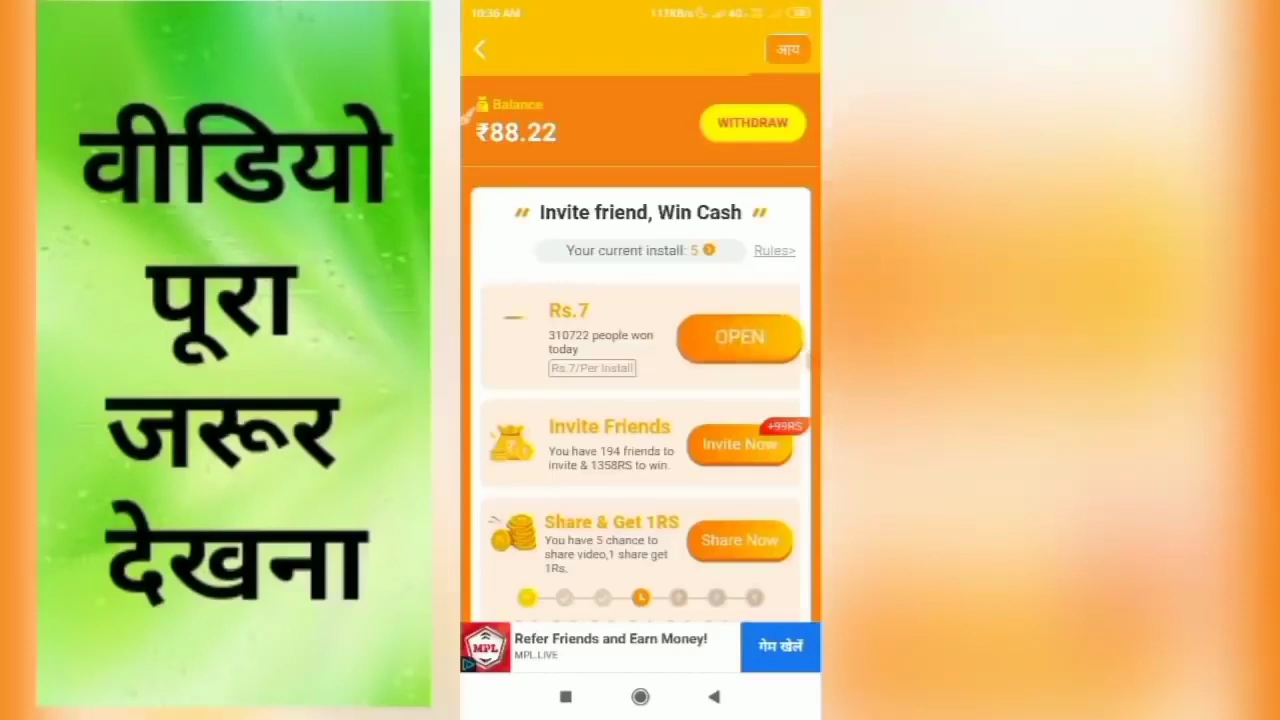 वीडियो
पूरा
जरूर
देखना
10:36 AM
आय
Balance
₹88.22
WITHDRAW
Invite friend, Win Cash
Your current install: 5
Rules>
Rs.7
310722 people won
today
Rs.7/Per Install
OPEN
Invite Friends
You have 194 friends to
invite & 1358RS to win.
+99RS
Invite Now
Share & Get 1RS
You have 5 chance to
share video,1 share get
1Rs.
Share Now
MPL
Refer Friends and Earn Money!
MPL.LIVE
गेम खेलें